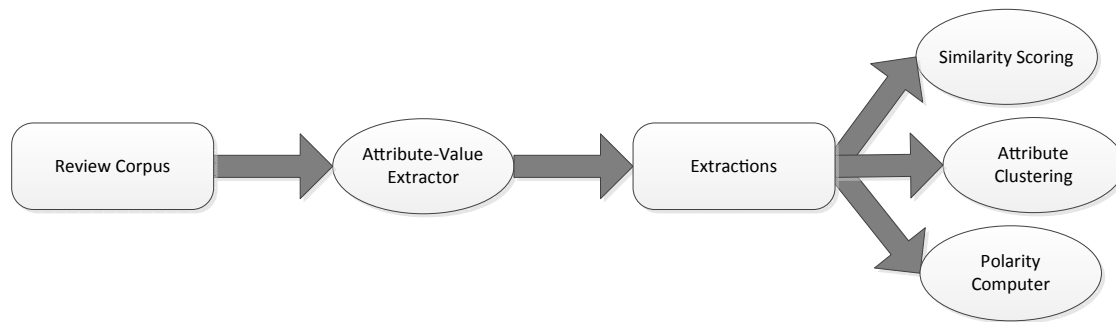 Review Corpus
Attribute-Value
Extractor
Extractions
Similarity Scoring
Attribute
Clustering
Polarity
Computer